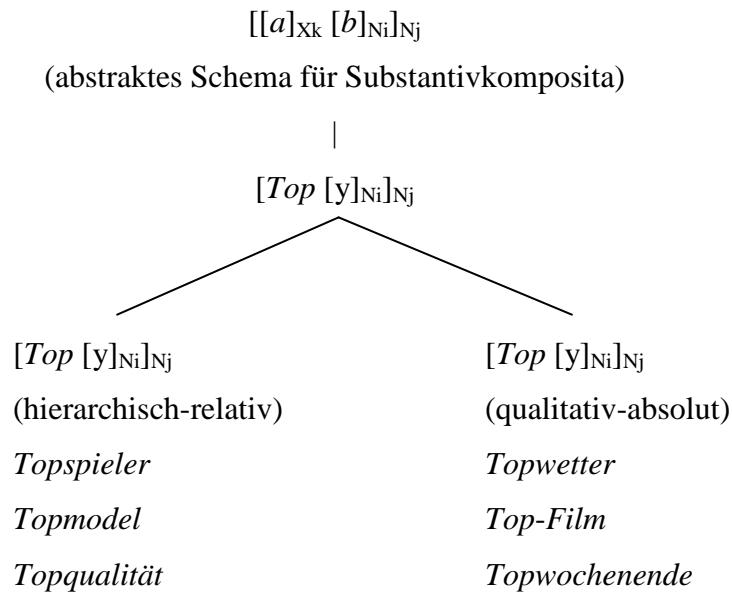 [[a]Xk [b]Ni]Nj
(abstraktes Schema für Substantivkomposita)
|
[Top [y]Ni]Nj
[Top [y]Ni]Nj [Top [y]Ni]Nj
(hierarchisch-relativ) (qualitativ-absolut)
Topspieler Topwetter
Topmodel Top-Film
Topqualität Topwochenende